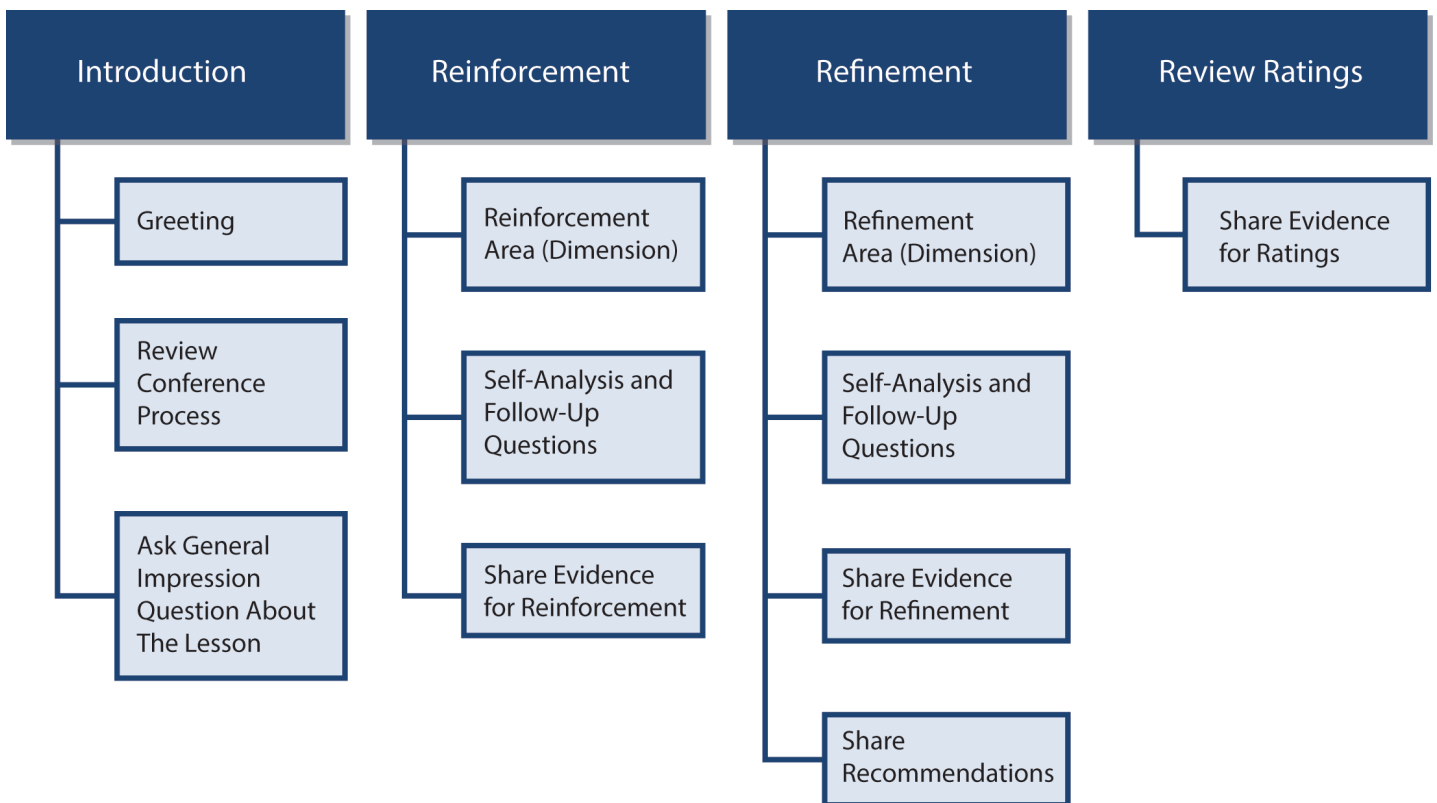 Introduction
Greeting
Review
Conference
Process
Ask General
Impression
Question About
The Lesson
Reinforcement
Reinforcement
Area (Dimension)
Self-Analysis and
Follow-Up
Questions
Share Evidence
for Reinforcement
Refinement
Refinement
Area (Dimension)
Self-Analysis and
Follow-Up
Questions
Share Evidence
for Refinement
Share
Recommendations
Review Ratings
Share Evidence
for Ratings